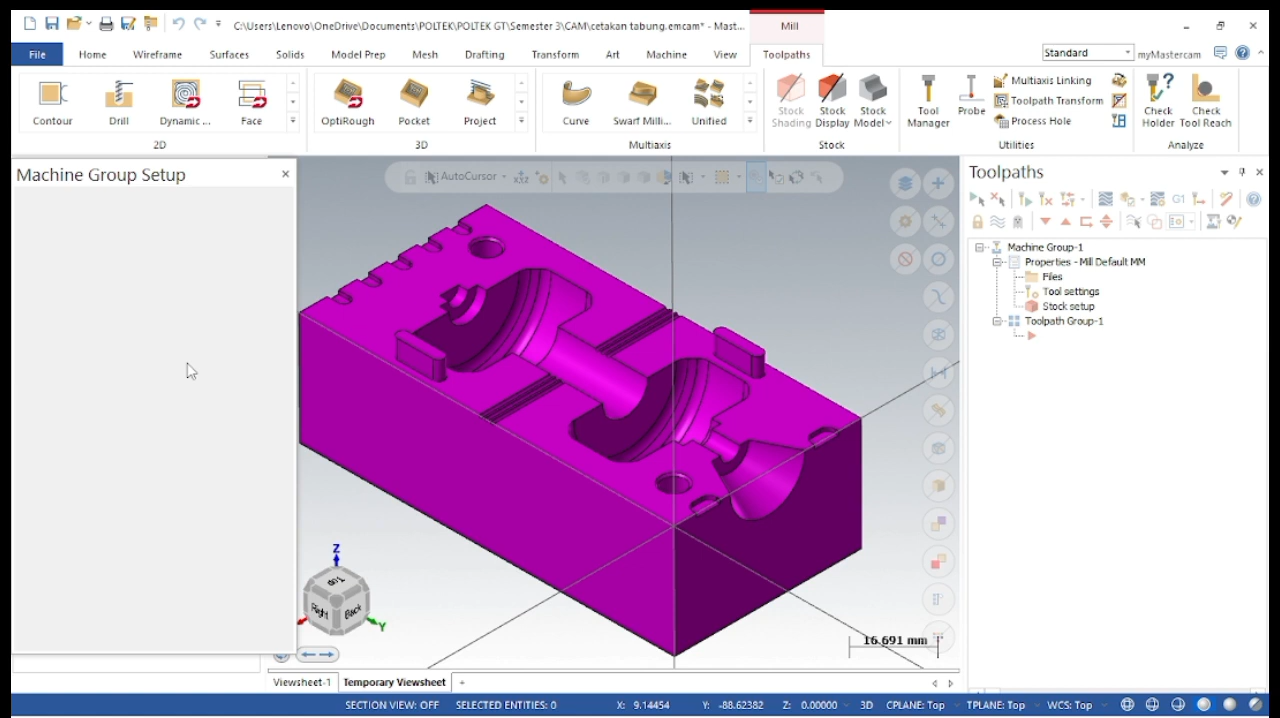 C:\Users\Lenovo\OneDrive\Documents\POLTEK\POLTEK GT\Semester 3\CAM\cetakan tabung.emcam* - Mast...
Mill
File Home Wireframe Surfaces Solids Model Prep Mesh Drafting Transform Art Machine View Toolpaths
Standard
myMastercam
Contour Drill Dynamic ... Face
2D
OptiRough Pocket Project
3D
Curve Swarf Milli... Unified
Multiaxis
Stock Shading
Stock Display
Stock Model
Stock
Tool Manager
Probe
Multiaxis Linking
Toolpath Transform
Process Hole
Utilities
Check Holder
Check Tool Reach
Analyze
Machine Group Setup
AutoCursor
XYZ
Toolpaths
G1
Machine Group-1
Properties - Mill Default MM
Files
Tool settings
Stock setup
Toolpath Group-1
Z
Right
Back
Y
16.691 mm
Viewsheet-1 Temporary Viewsheet +
SECTION VIEW: OFF SELECTED ENTITIES: 0 X: 9.14454 Y: -88.62382 Z: 0.00000 3D CPLANE: Top TPLANE: Top WCS: Top